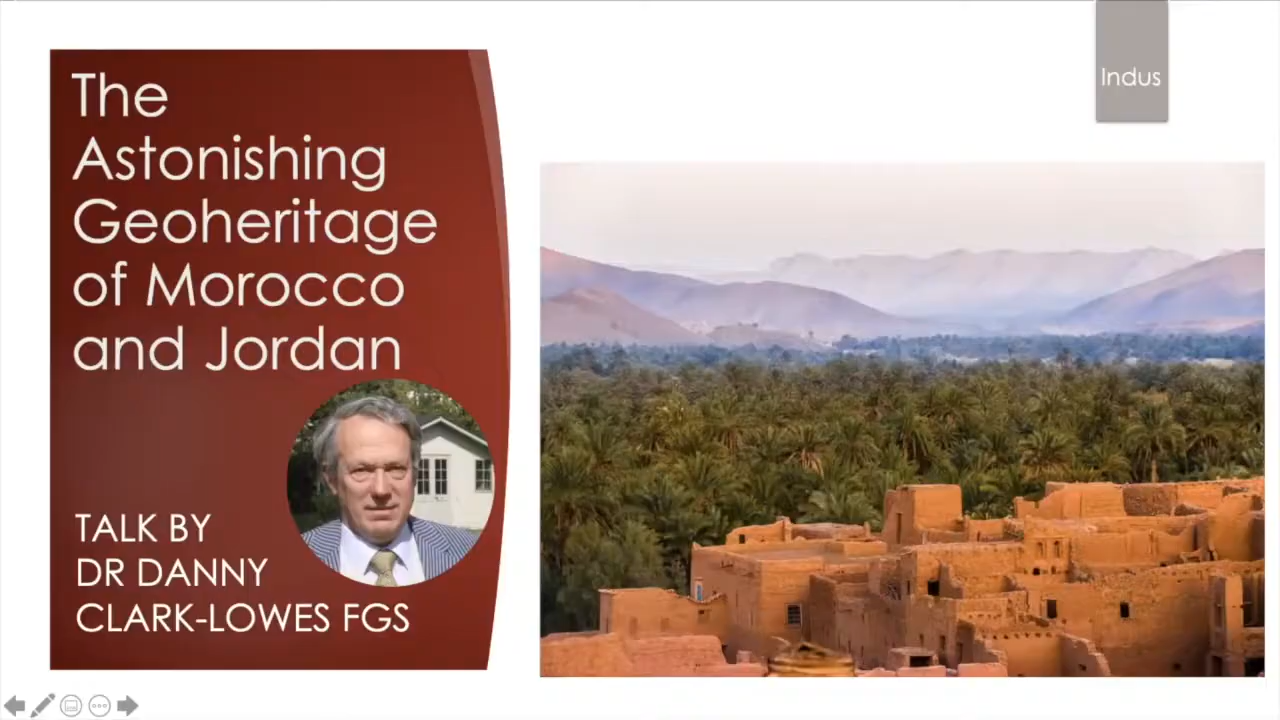 The
Astonishing
Geoheritage
of Morocco
and Jordan
TALK BY
DR DANNY
CLARK-LOWES FGS
Indus